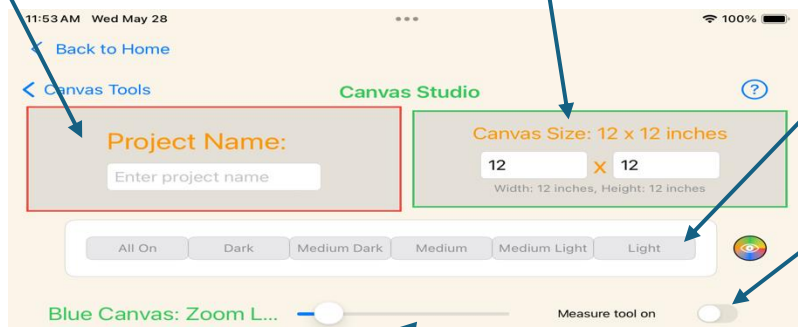 11:53 AM Wed May 28 100%
Back to Home
Canvas Tools Canvas Studio ?
Project Name:
Enter project name
Canvas Size: 12 x 12 inches
12 x 12
Width: 12 inches, Height: 12 inches
All On Dark Medium Dark Medium Medium Light Light
Blue Canvas: Zoom L... Measure tool on